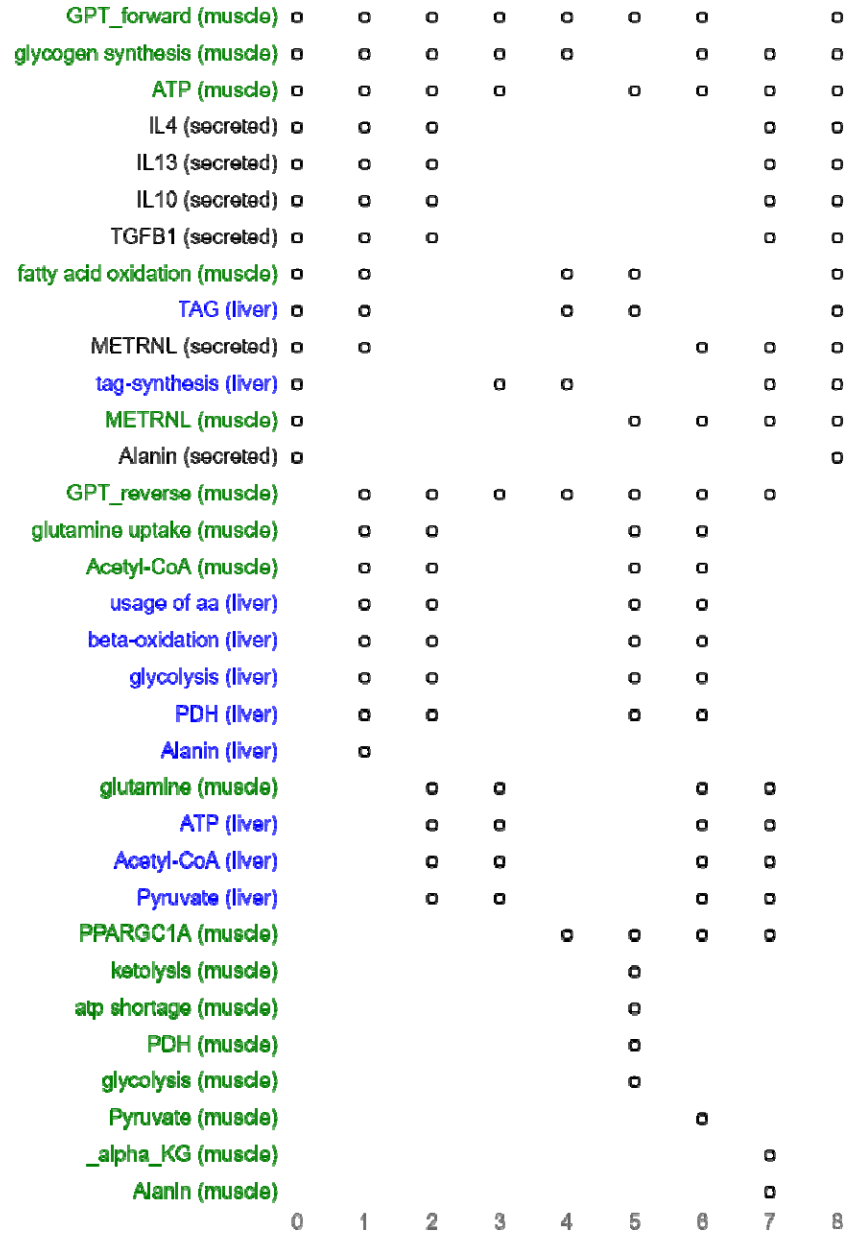 GPT_forward (muscle)
glycogen synthesis (muscle)
ATP (muscle)
IL4 (secreted)
IL13 (secreted)
IL10 (secreted)
TGFB1 (secreted)
fatty acid oxidation (muscle)
TAG (liver)
METRNL (secreted)
tag-synthesis (liver)
METRNL (muscle)
Alanin (secreted)
GPT_reverse (muscle)
glutamine uptake (muscle)
Acetyl-CoA (muscle)
usage of aa (liver)
beta-oxidation (liver)
glycolysis (liver)
PDH (liver)
Alanin (liver)
glutamine (muscle)
ATP (liver)
Acetyl-CoA (liver)
Pyruvate (liver)
PPARGC1A (muscle)
ketolysis (muscle)
atp shortage (muscle)
PDH (muscle)
glycolysis (muscle)
Pyruvate (muscle)
_alpha_KG (muscle)
Alanin (muscle)
0 1 2 3 4 5 6 7 8